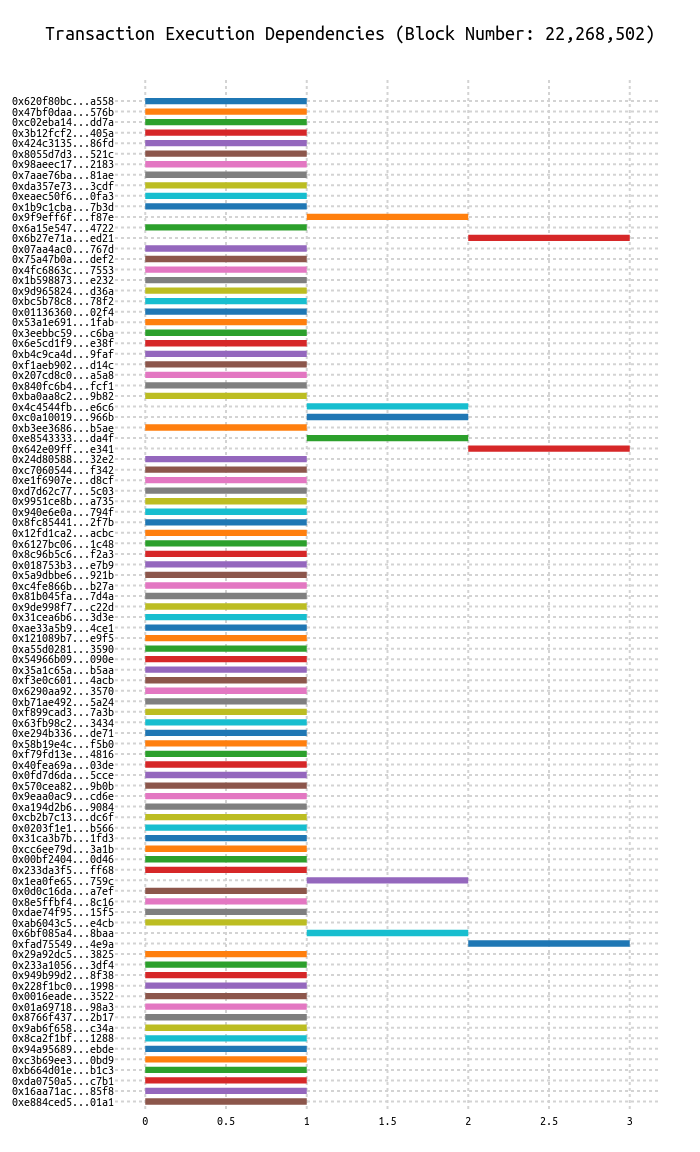 Transaction Execution Dependencies (Block Number: 22,268,502)
0x620f80bc...a558
0x47bf0daa...576b
0xc02eba14...dd7a
0x3b12fcf2...405a
0x424c3135...86fd
0x8055d7d3...521c
0x98aeec17...2183
0x7aae76ba...81ae
0xda357e73...3cdf
0xeaec50f6...0fa3
0x1b9c1cba...7b3d
0x9f9eff6f...f87e
0x6a15e547...4722
0x6b27e71a...ed21
0x07aa4ac0...767d
0x75a47b0a...def2
0x4fc6863c...7553
0x1b598873...e232
0x9d965824...d36a
0xbc5b78c8...78f2
0x01136360...02f4
0x53a1e691...1fab
0x3eebbc59...c6ba
0x6e5cd1f9...e38f
0xb4c9ca4d...9faf
0xf1aeb902...d14c
0x207cd8c0...a5a8
0x840fc6b4...fcf1
0xba0aa8c2...9b82
0x4c4544fb...e6c6
0xc0a10019...966b
0xb3ee3686...b5ae
0xe8543333...da4f
0x642e09ff...e341
0x24d80588...32e2
0xc7060544...f342
0xe1f6907e...d8cf
0xd7d62c77...5c03
0x9951ce8b...a735
0x940e6e0a...794f
0x8fc85441...2f7b
0x12fd1ca2...acbc
0x6127bc06...1c48
0x8c96b5c6...f2a3
0x018753b3...e7b9
0x5a9dbbe6...921b
0xc4fe866b...b27a
0x81b045fa...7d4a
0x9de998f7...c22d
0x31cea6b6...3d3e
0xae33a5b9...4ce1
0x121089b7...e9f5
0xa55d0281...3590
0x54966b09...090e
0x35a1c65a...b5aa
0xf3e0c601...4acb
0x6290aa92...3570
0xb71ae492...5a24
0xf899cad3...7a3b
0x63fb98c2...3434
0xe294b336...de71
0x58b19e4c...f5b0
0xf79fd13e...4816
0x40fea69a...03de
0x0fd7d6da...5cce
0x570cea82...9b0b
0x9eaa0ac9...cd6e
0xa194d2b6...9084
0xcb2b7c13...dc6f
0x0203f1e1...b566
0x31ca3b7b...1fd3
0xcc6ee79d...3a1b
0x00bf2404...0d46
0x233da3f5...ff68
0x1ea0fe65...759c
0x0d0c16da...a7ef
0x8e5ffbf4...8c16
0xdae74f95...15f5
0xab6043c5...e4cb
0x6bf085a4...8baa
0xfad75549...4e9a
0x29a92dc5...3825
0x233a1056...3df4
0x949b99d2...8f38
0x228f1bc0...1998
0x0016eade...3522
0x01a69718...98a3
0x8766f437...2b17
0x9ab6f658...c34a
0x8ca2f1bf...1288
0x94a95689...ebde
0xc3b69ee3...0bd9
0xb664d01e...b1c3
0xda0750a5...c7b1
0x16aa71ac...85f8
0xe884ced5...01a1
0 0.5 1 1.5 2 2.5 3